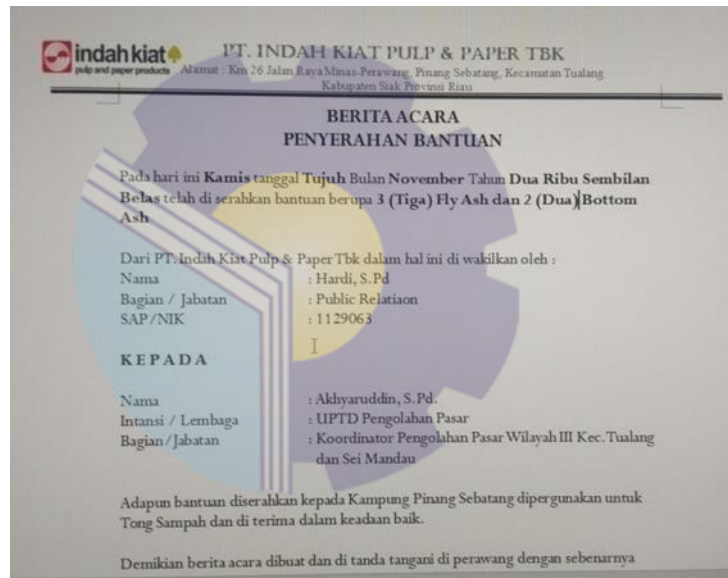 indah kiat
pulp and paper products
PT. INDAH KIAT PULP & PAPER TBK
Alamat : Km 26 Jalan Raya Minas-Perawang, Pinang Sebatang, Kecamatan Tualang
Kabupaten Siak Provinsi Riau
BERITA ACARA
PENYERAHAN BANTUAN
Pada hari ini Kamis tanggal Tujuh Bulan November Tahun Dua Ribu Sembilan
Belas telah di serahkan bantuan berupa 3 (Tiga) Fly Ash dan 2 (Dua) Bottom
Ash
Dari PT. Indah Kiat Pulp & Paper Tbk dalam hal ini di wakilkan oleh :
Nama : Hardi, S.Pd
Bagian / Jabatan : Public Relatiaon
SAP/NIK : 1129063
KEPADA
Nama : Akhyaruddin, S.Pd.
Intansi / Lembaga : UPTD Pengolahan Pasar
Bagian/Jabatan : Koordinator Pengolahan Pasar Wilayah III Kec. Tualang
dan Sei Mandau
Adapun bantuan diserahkan kepada Kampung Pinang Sebatang dipergunakan untuk
Tong Sampah dan di terima dalam keadaan baik.
Demikian berita acara dibuat dan di tanda tangani di perawang dengan sebenarnya